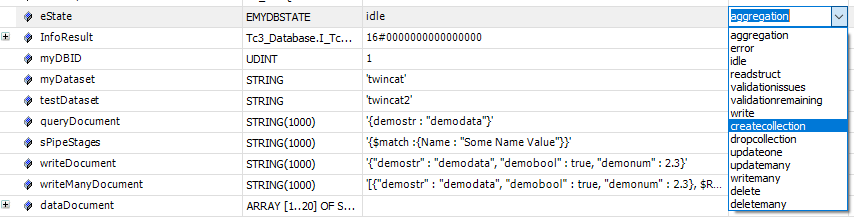 eState EMYDBSTATE idle aggregation
InfoResult Tc3_Database.I_Tc... 16#0000000000000000
myDBID UDINT 1
myDataset STRING 'twincat'
testDataset STRING 'twincat2'
queryDocument STRING(1000) '{demostr : "demodata"}'
sPipeStages STRING(1000) '{$match :{Name : "Some Name Value"}}'
writeDocument STRING(1000) '{"demostr" : "demodata", "demobool" : true, "demonum" : 2.3}'
writeManyDocument STRING(1000) '[{"demostr" : "demodata", "demobool" : true, "demonum" : 2.3}, $R...
dataDocument ARRAY [1..20] OF S...
aggregation
error
idle
readstruct
validationissues
validationremaining
write
createcollection
dropcollection
updateone
updatemany
writemany
delete
deletemany